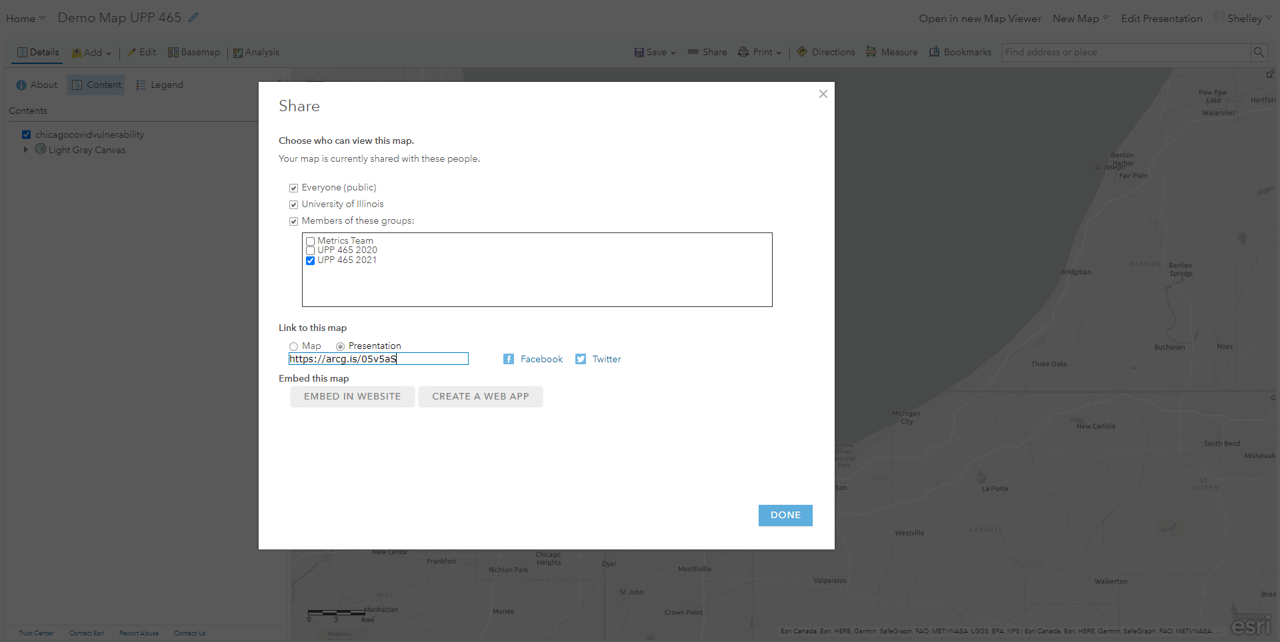 Home Demo Map UPP 465 Open in new Map Viewer New Map Edit Presentation Shelley
Details Add Edit Basemap Analysis Save Share Print Directions Measure Bookmarks Find address or place
About Content Legend
Contents
chicagocovidvulnerability
Light Gray Canvas
Share
Choose who can view this map.
Your map is currently shared with these people.
Everyone (public)
University of Illinois
Members of these groups:
Metrics Team
UPP 465 2020
UPP 465 2021
Link to this map
Map Presentation
https://arcg.is/05v5aS
Facebook Twitter
Embed this map
EMBED IN WEBSITE CREATE A WEB APP
DONE
Paw Paw
Lake
Hartfor
Watervliet
Benton
Harbor
St. Joseph
Fair Plain
Berrien
Springs
BERRIEN
Bridgman
Buchanan
Niles
Three Oaks
Michigan
City
New Carlisle
South Bend
Mishawaka
ST
JOSEPH
La Porte
LAPORTE
Westville
Walkerton
Valparaiso
New Lenox
Frankfort
Chicago
Heights
Richton Park
Dyer
Merrillville
St John
Crown Point
Monee
Manhattan
WILL
Bren
0 3 6mi
Trust Center Contact Esri Report Abuse Contact Us
Esri Canada, Esri, HERE, Garmin, SafeGraph, FAO, METI/NASA, USGS, EPA, NPS | Esri Canada, Esri, HERE, Garmin, SafeGraph, FAO, METI/NASA, ...
esri